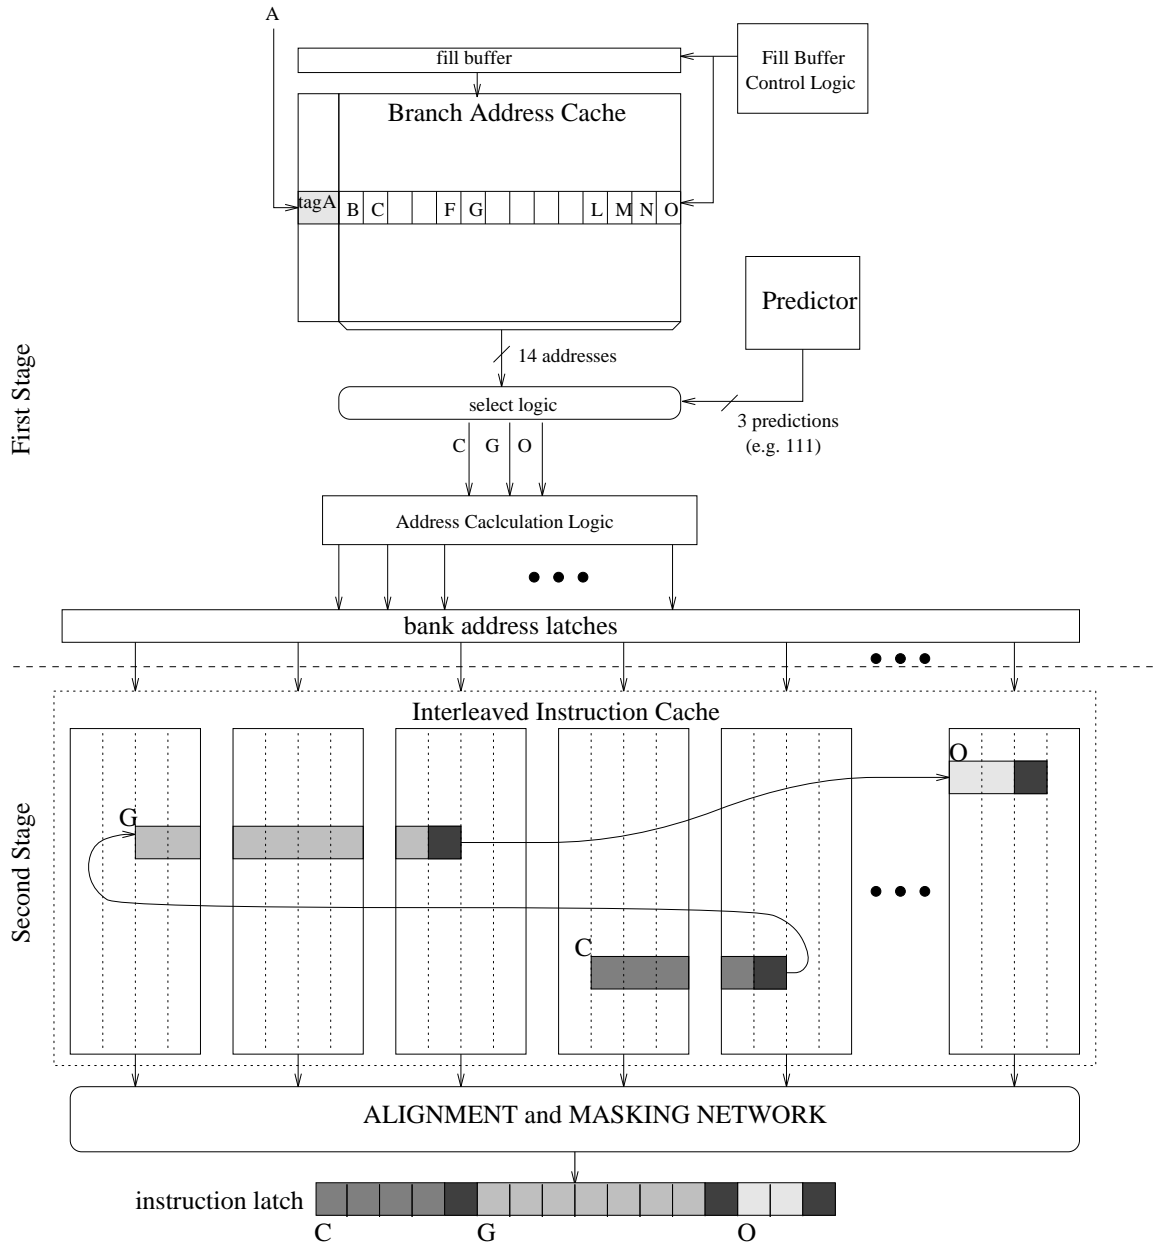 A
fill buffer
Fill Buffer
Control Logic
Branch Address Cache
tagA B C F G L M N O
Predictor
14 addresses
select logic
3 predictions
(e.g. 111)
C G O
First Stage
Address Caclculation Logic
bank address latches
Interleaved Instruction Cache
O
G
Second Stage
C
ALIGNMENT and MASKING NETWORK
instruction latch
C G O